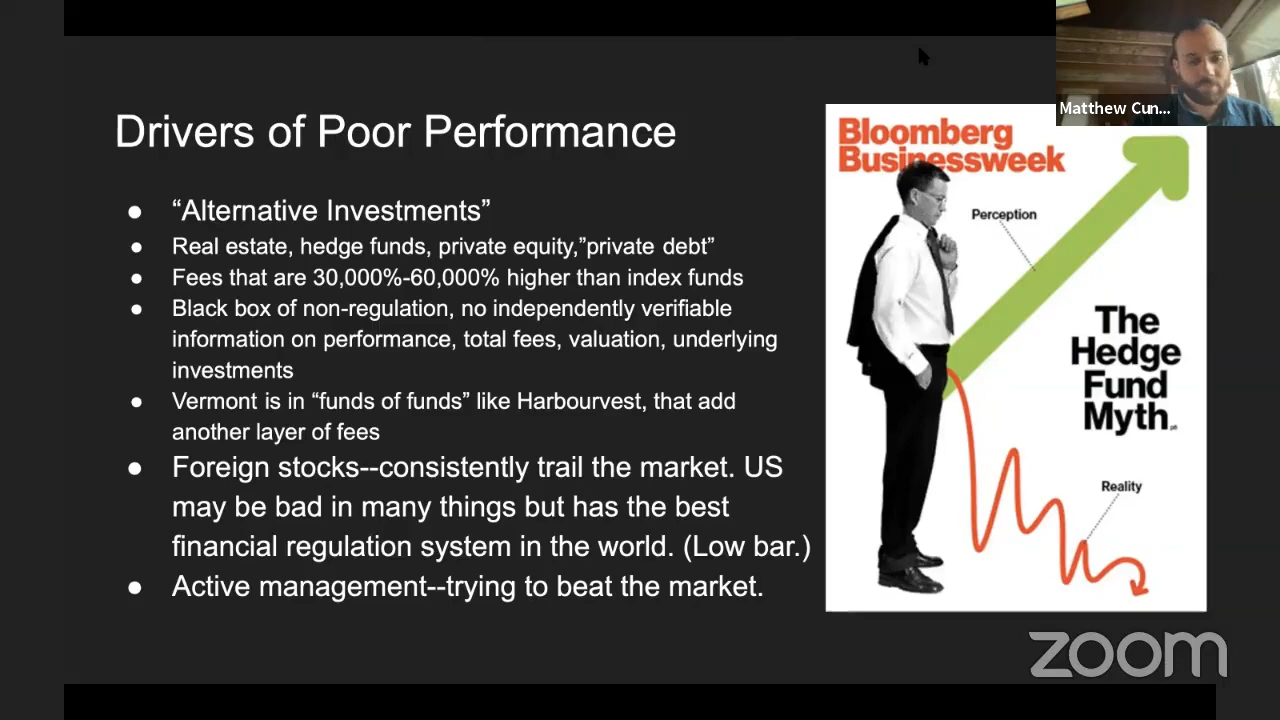 Matthew Cun...
Drivers of Poor Performance
● “Alternative Investments”
● Real estate, hedge funds, private equity,”private debt”
● Fees that are 30,000%-60,000% higher than index funds
● Black box of non-regulation, no independently verifiable
information on performance, total fees, valuation, underlying
investments
● Vermont is in “funds of funds” like Harbourvest, that add
another layer of fees
● Foreign stocks--consistently trail the market. US
may be bad in many things but has the best
financial regulation system in the world. (Low bar.)
● Active management--trying to beat the market.
Bloomberg
Businessweek
Perception
The
Hedge
Fund
Myth
Reality
zoom